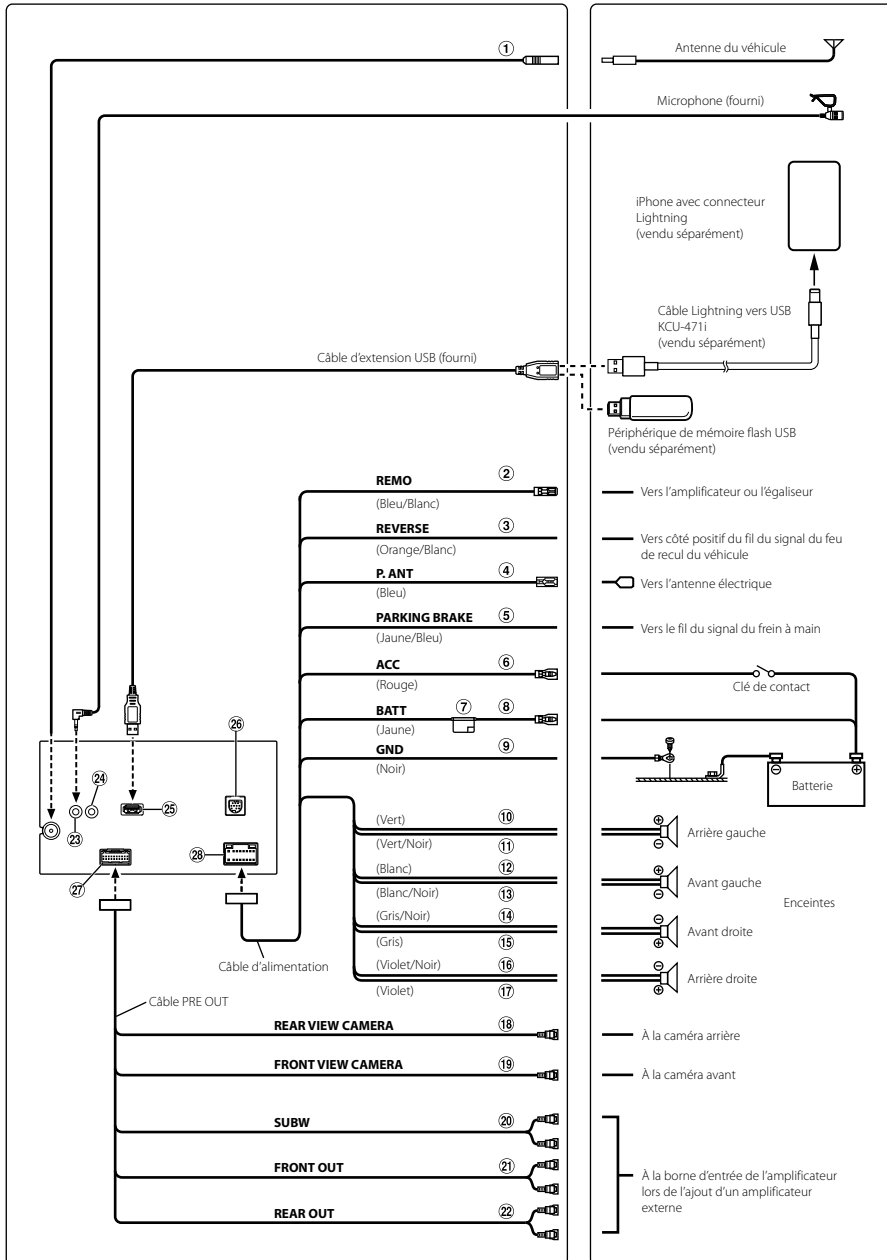 ①
Antenne du véhicule
Microphone (fourni)
iPhone avec connecteur
Lightning
(vendu séparément)
Câble Lightning vers USB
KCU-471i
(vendu séparément)
Câble d'extension USB (fourni)
Périphérique de mémoire flash USB
(vendu séparément)
REMO ②
(Bleu/Blanc)
Vers l'amplificateur ou l'égaliseur
REVERSE ③
(Orange/Blanc)
Vers côté positif du fil du signal du feu
de recul du véhicule
P. ANT ④
(Bleu)
Vers l'antenne électrique
PARKING BRAKE ⑤
(Jaune/Bleu)
Vers le fil du signal du frein à main
ACC ⑥
(Rouge)
Clé de contact
BATT ⑦ ⑧
(Jaune)
GND ⑨
(Noir)
⊖ ⊕
Batterie
㉖
㉔
㉕
㉓
㉘
㉗
(Vert) ⑩
(Vert/Noir) ⑪
⊕
⊖
Arrière gauche
(Blanc) ⑫
(Blanc/Noir) ⑬
⊕
⊖
Avant gauche
Enceintes
(Gris/Noir) ⑭
(Gris) ⑮
⊖
⊕
Avant droite
(Violet/Noir) ⑯
(Violet) ⑰
⊖
⊕
Arrière droite
Câble d'alimentation
Câble PRE OUT
REAR VIEW CAMERA ⑱
À la caméra arrière
FRONT VIEW CAMERA ⑲
À la caméra avant
SUBW ⑳
FRONT OUT ㉑
REAR OUT ㉒
À la borne d'entrée de l'amplificateur
lors de l'ajout d'un amplificateur
externe